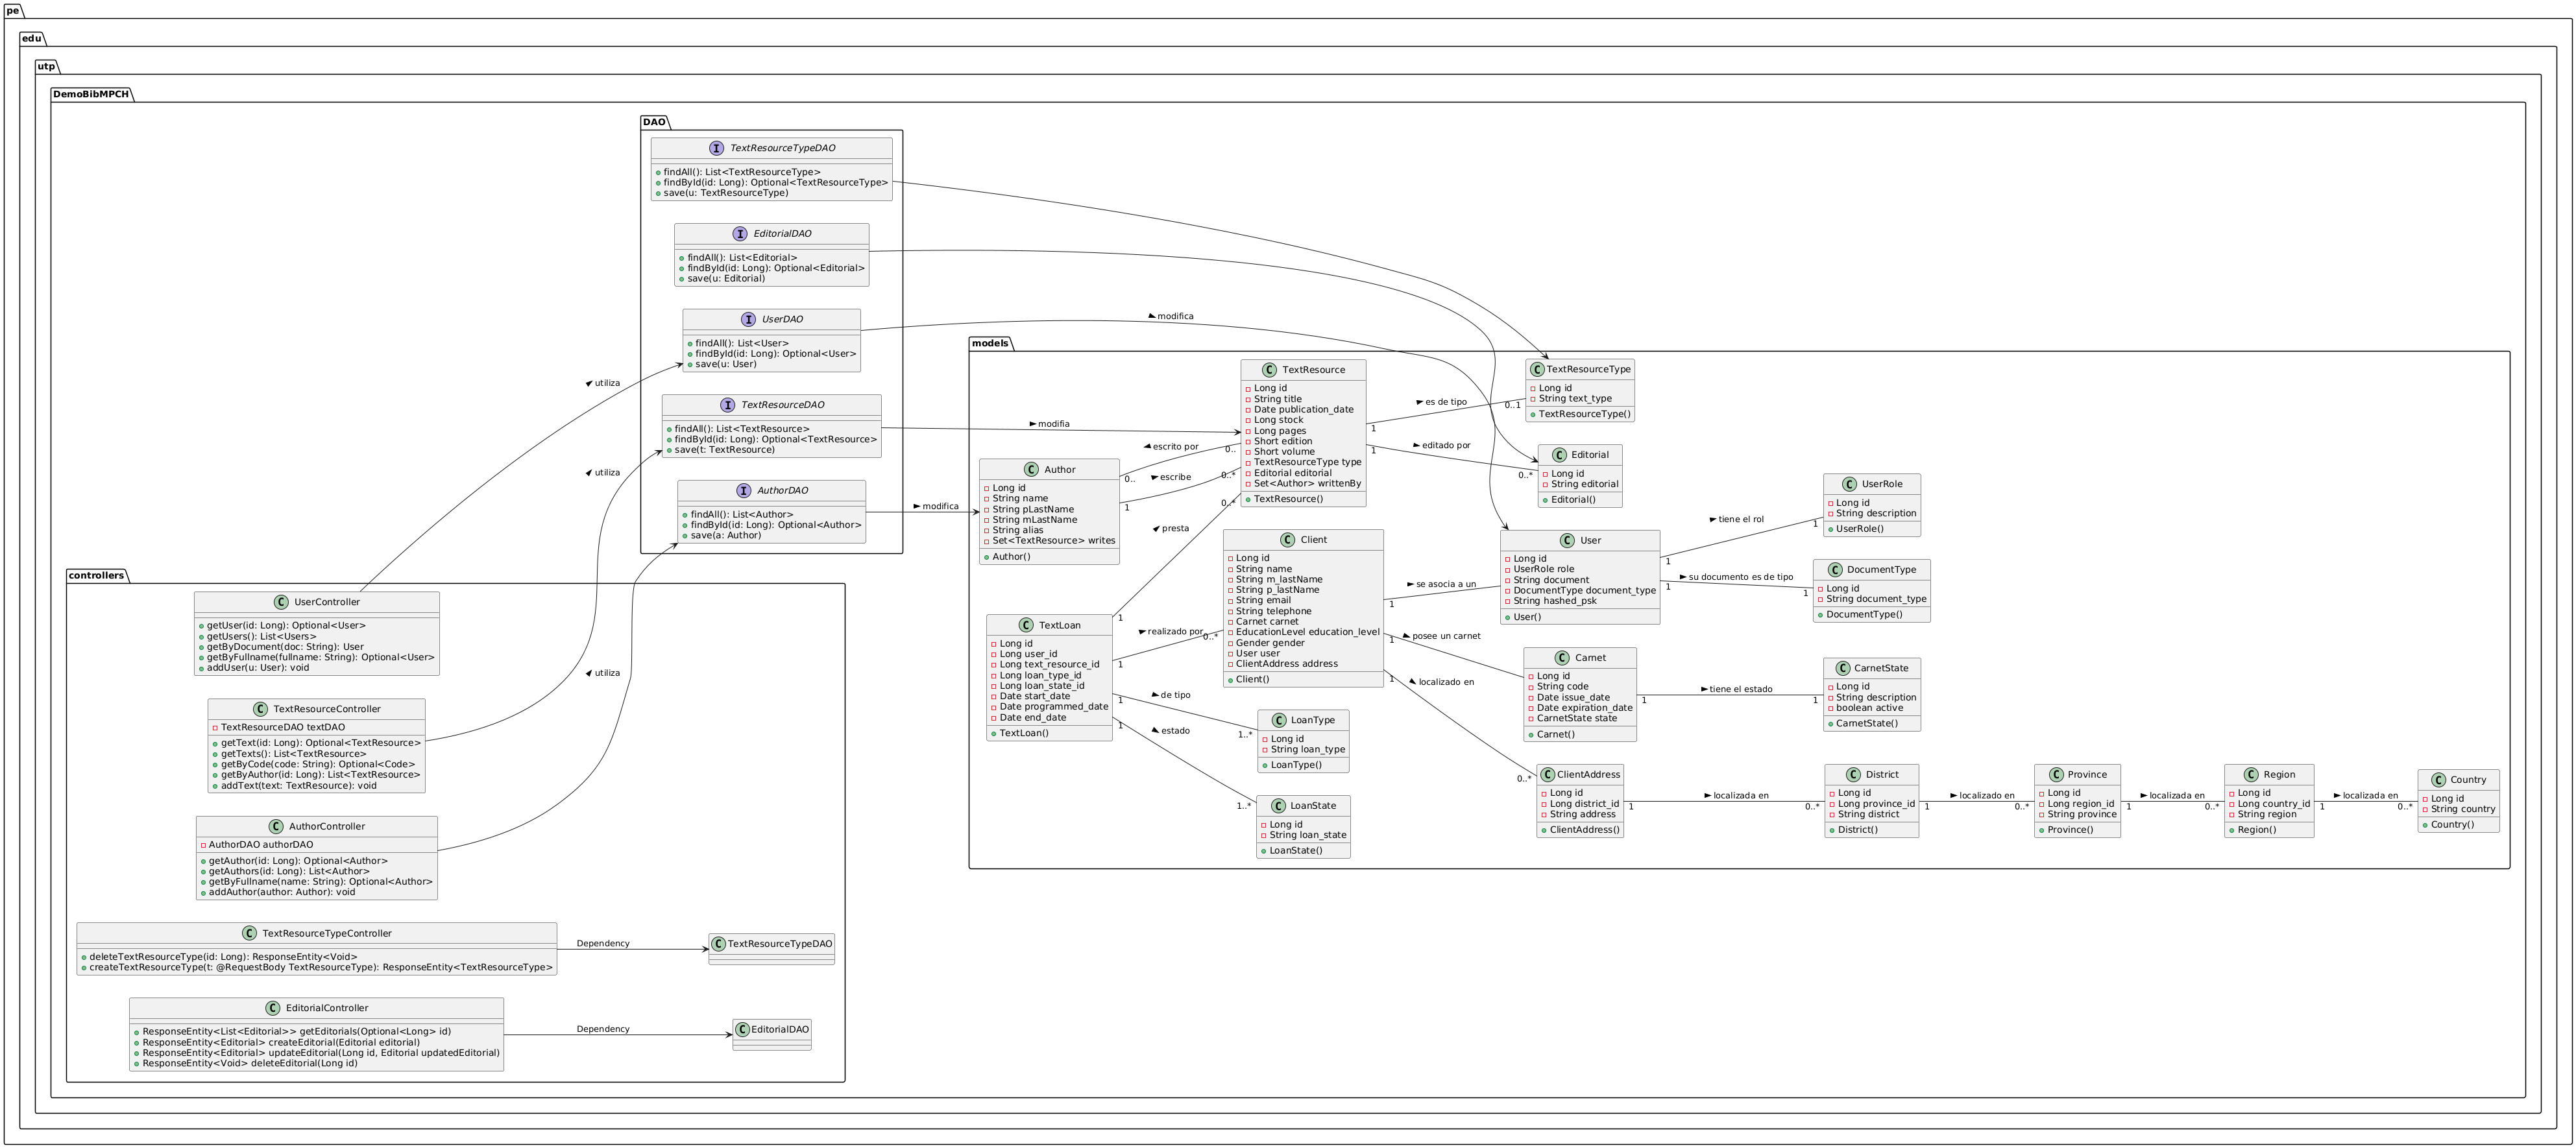 pe
edu
utp
DemoBibMPCH
DAO
I TextResourceTypeDAO
findAll(): List<TextResourceType>
findById(id: Long): Optional<TextResourceType>
save(u: TextResourceType)
I EditorialDAO
findAll(): List<Editorial>
findById(id: Long): Optional<Editorial>
save(u: Editorial)
I UserDAO
findAll(): List<User>
findById(id: Long): Optional<User>
save(u: User)
I TextResourceDAO
findAll(): List<TextResource>
findById(id: Long): Optional<TextResource>
save(t: TextResource)
I AuthorDAO
findAll(): List<Author>
findById(id: Long): Optional<Author>
save(a: Author)
controllers
C UserController
getUser(id: Long): Optional<User>
getUsers(): List<Users>
getByDocument(doc: String): User
getByFullname(fullname: String): Optional<User>
addUser(u: User): void
C TextResourceController
TextResourceDAO textDAO
getText(id: Long): Optional<TextResource>
getTexts(): List<TextResource>
getByCode(code: String): Optional<Code>
getByAuthor(id: Long): List<TextResource>
addText(text: TextResource): void
C AuthorController
AuthorDAO authorDAO
getAuthor(id: Long): Optional<Author>
getAuthors(id: Long): List<Author>
getByFullname(name: String): Optional<Author>
addAuthor(author: Author): void
C TextResourceTypeController
deleteTextResourceType(id: Long): ResponseEntity<Void>
createTextResourceType(t: @RequestBody TextResourceType): ResponseEntity<TextResourceType>
C EditorialController
ResponseEntity<List<Editorial>> getEditorials(Optional<Long> id)
ResponseEntity<Editorial> createEditorial(Editorial editorial)
ResponseEntity<Editorial> updateEditorial(Long id, Editorial updatedEditorial)
ResponseEntity<Void> deleteEditorial(Long id)
C TextResourceTypeDAO
C EditorialDAO
Dependency
Dependency
utiliza
utiliza
utiliza
modifica
modifia
modifica
models
C Author
Long id
String name
String pLastName
String mLastName
String alias
Set<TextResource> writes
Author()
C TextLoan
Long id
Long user_id
Long text_resource_id
Long loan_type_id
Long loan_state_id
Date start_date
Date programmed_date
Date end_date
TextLoan()
C TextResource
Long id
String title
Date publication_date
Long stock
Long pages
Short edition
Short volume
TextResourceType type
Editorial editorial
Set<Author> writtenBy
TextResource()
C Client
Long id
String name
String m_lastName
String p_lastName
String email
String telephone
Carnet carnet
EducationLevel education_level
Gender gender
User user
ClientAddress address
Client()
C LoanType
Long id
String loan_type
LoanType()
C LoanState
Long id
String loan_state
LoanState()
C TextResourceType
Long id
String text_type
TextResourceType()
C Editorial
Long id
String editorial
Editorial()
C User
Long id
UserRole role
String document
DocumentType document_type
String hashed_psk
User()
C Carnet
Long id
String code
Date issue_date
Date expiration_date
CarnetState state
Carnet()
C ClientAddress
Long id
Long district_id
String address
ClientAddress()
C UserRole
Long id
String description
UserRole()
C DocumentType
Long id
String document_type
DocumentType()
C CarnetState
Long id
String description
boolean active
CarnetState()
C District
Long id
Long province_id
String district
District()
C Province
Long id
Long region_id
String province
Province()
C Region
Long id
Long country_id
String region
Region()
C Country
Long id
String country
Country()
escrito por
0..
0..
escribe
1
0..*
presta
1
0..*
realizado por
1
0..*
de tipo
1
1..*
estado
1
1..*
es de tipo
1
0..1
editado por
1
0..*
se asocia a un
1
posee un carnet
1
localizado en
1
0..*
tiene el rol
1
1
su documento es de tipo
1
1
tiene el estado
1
1
localizada en
1
0..*
localizado en
1
0..*
localizada en
1
0..*
localizada en
1
0..*